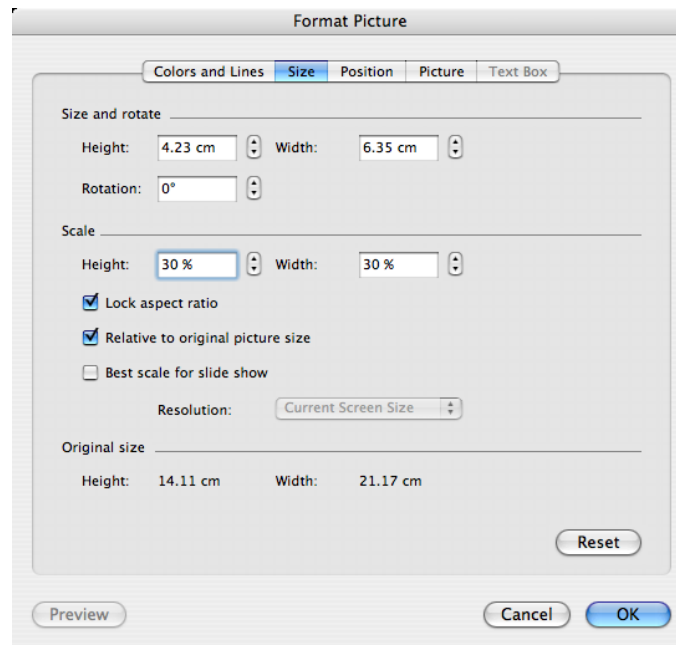 Format Picture
Colors and Lines Size Position Picture Text Box
Size and rotate
Height: 4.23 cm Width: 6.35 cm
Rotation: 0°
Scale
Height: 30 % Width: 30 %
Lock aspect ratio
Relative to original picture size
Best scale for slide show
Resolution: Current Screen Size
Original size
Height: 14.11 cm Width: 21.17 cm
Reset
Preview Cancel OK